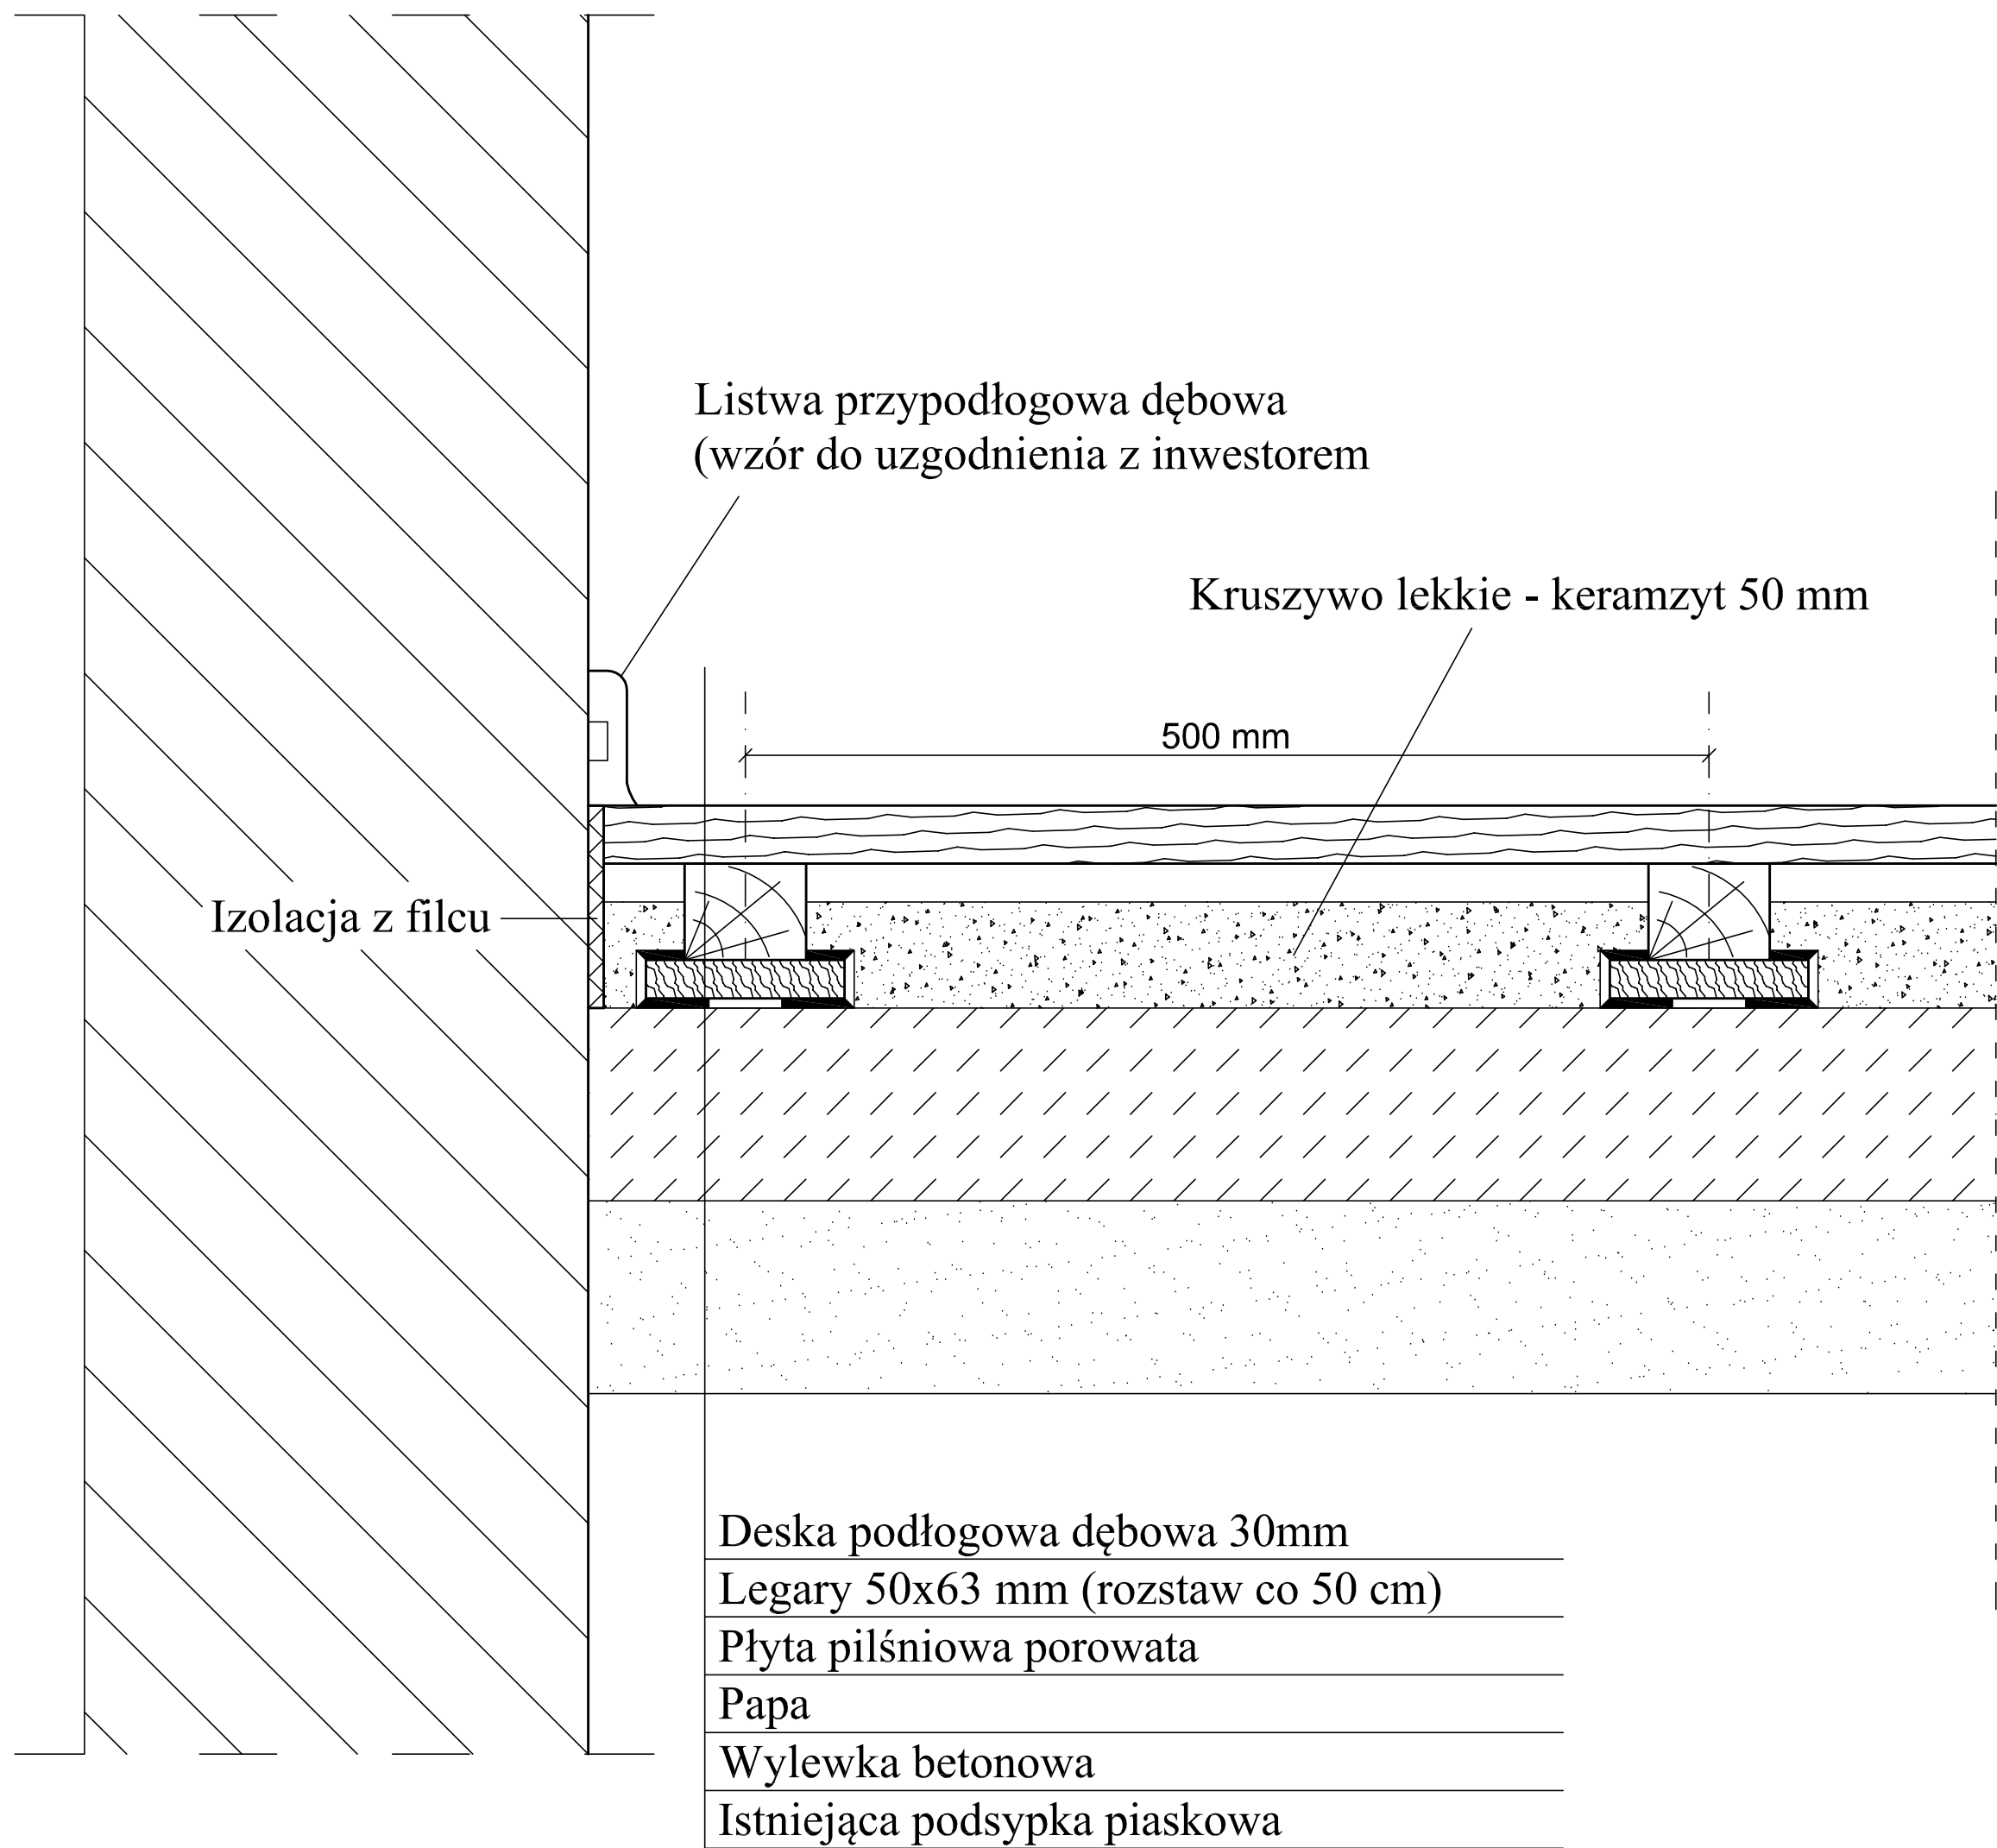 Listwa przypodłogowa dębowa
(wzór do uzgodnienia z inwestorem
Kruszywo lekkie - keramzyt 50 mm
500 mm
Izolacja z filcu
Deska podłogowa dębowa 30mm
Legary 50x63 mm (rozstaw co 50 cm)
Płyta pilśniowa porowata
Papa
Wylewka betonowa
Istniejąca podsypka piaskowa